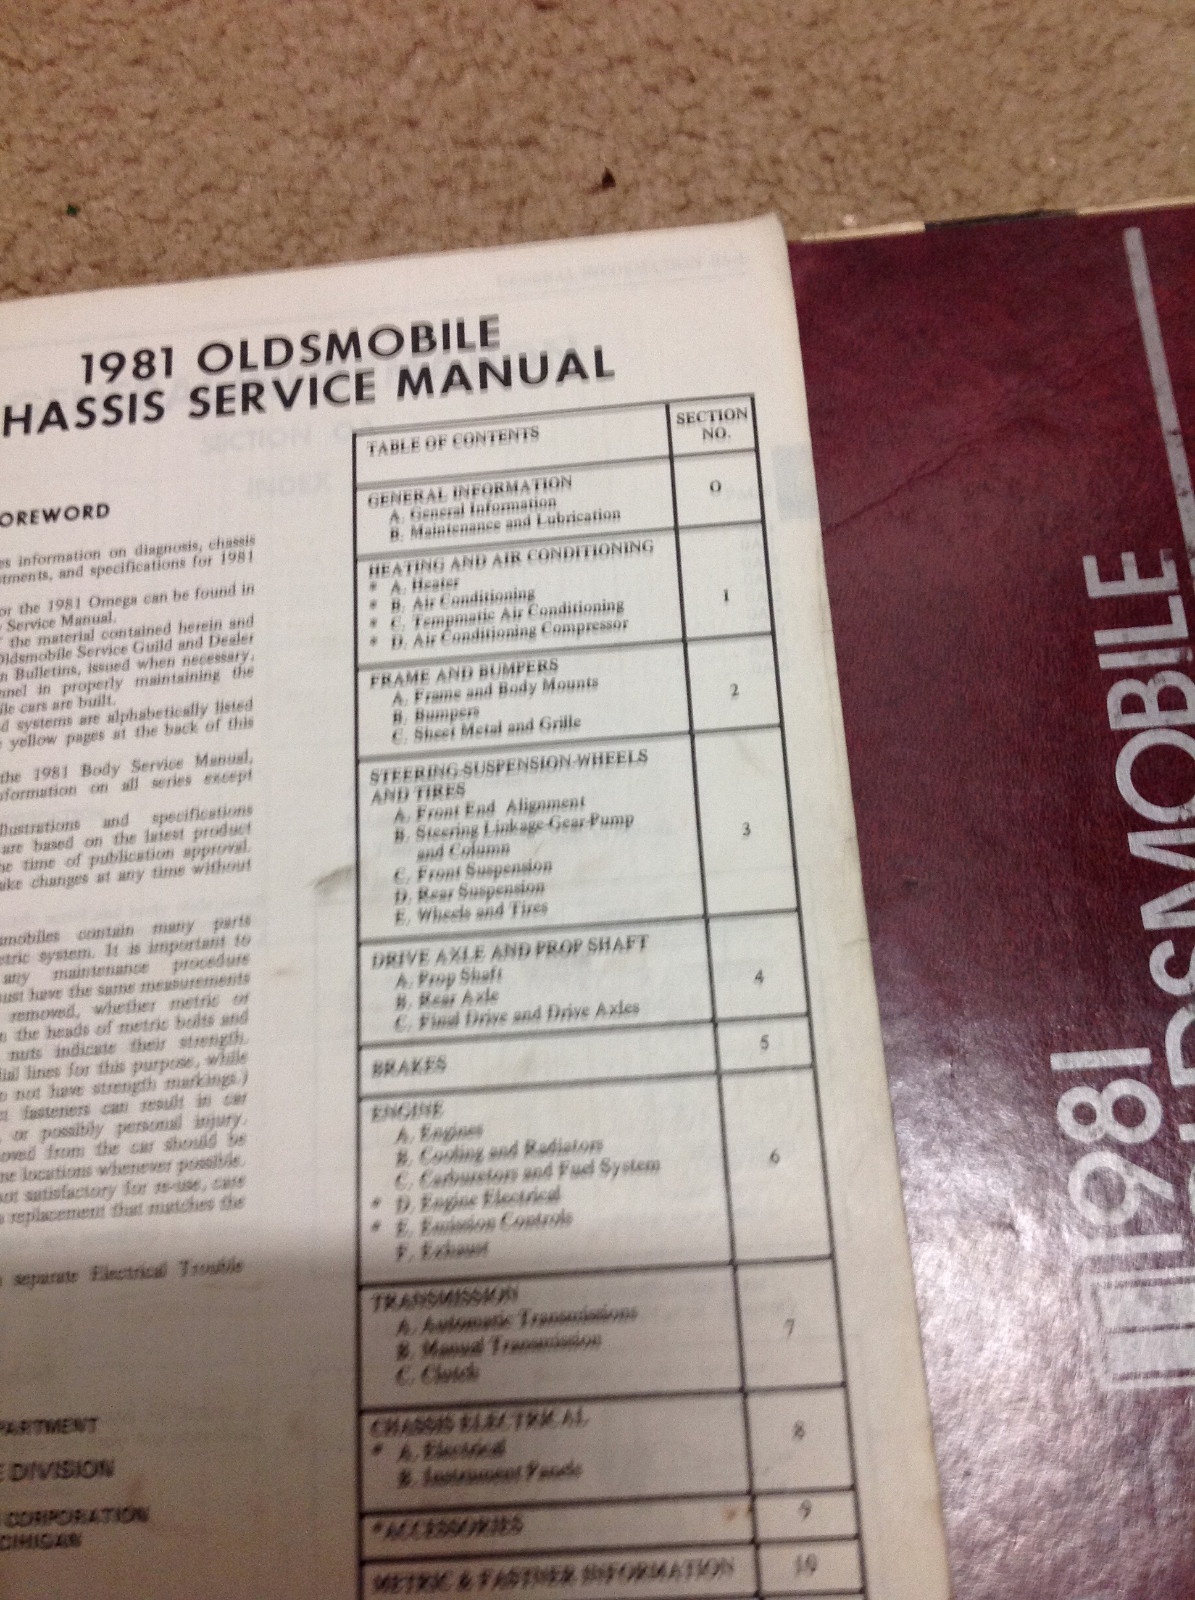 1981 OLDSMOBILE
HASSIS SERVICE MANUAL
OREWORD
es information on diagnosis, chassis
stments, and specifications for 1981
or the 1981 Omega can be found in
Service Manual.
f the material contained herein and
Oldsmobile Service Guild and Dealer
n Bulletins, issued when necessary,
nnel in properly maintaining the
ile cars are built.
d systems are alphabetically listed
yellow pages at the back of this
the 1981 Body Service Manual,
nformation on all series except
llustrations and specifications
are based on the latest product
he time of publication approval.
ake changes at any time without
mobiles contain many parts
etric system. It is important to
any maintenance procedure
ust have the same measurements
removed, whether metric or
n the heads of metric bolts and
nuts indicate their strength.
ial lines for this purpose, while
o not have strength markings.)
ct fasteners can result in car
, or possibly personal injury.
oved from the car should be
me locations whenever possible.
not satisfactory for re-use, care
a replacement that matches the
separate Electrical Trouble
PARTMENT
E DIVISION
CORPORATION
CHIGAN
TABLE OF CONTENTS SECTION NO.
GENERAL INFORMATION 0
A. General Information
B. Maintenance and Lubrication
HEATING AND AIR CONDITIONING 1
* A. Heater
* B. Air Conditioning
* C. Tempmatic Air Conditioning
* D. Air Conditioning Compressor
FRAME AND BUMPERS 2
A. Frame and Body Mounts
B. Bumpers
C. Sheet Metal and Grille
STEERING-SUSPENSION-WHEELS
AND TIRES 3
A. Front End Alignment
B. Steering Linkage-Gear-Pump
and Column
C. Front Suspension
D. Rear Suspension
E. Wheels and Tires
DRIVE AXLE AND PROP SHAFT 4
A. Prop Shaft
B. Rear Axle
C. Final Drive and Drive Axles
BRAKES 5
ENGINE 6
A. Engines
B. Cooling and Radiators
C. Carburetors and Fuel System
* D. Engine Electrical
* E. Emission Controls
F. Exhaust
TRANSMISSION 7
A. Automatic Transmissions
B. Manual Transmission
C. Clutch
CHASSIS ELECTRICAL 8
* A. Electrical
B. Instrument Panels
*ACCESSORIES 9
METRIC & FASTNER INFORMATION 10
1981
OLDSMOBILE